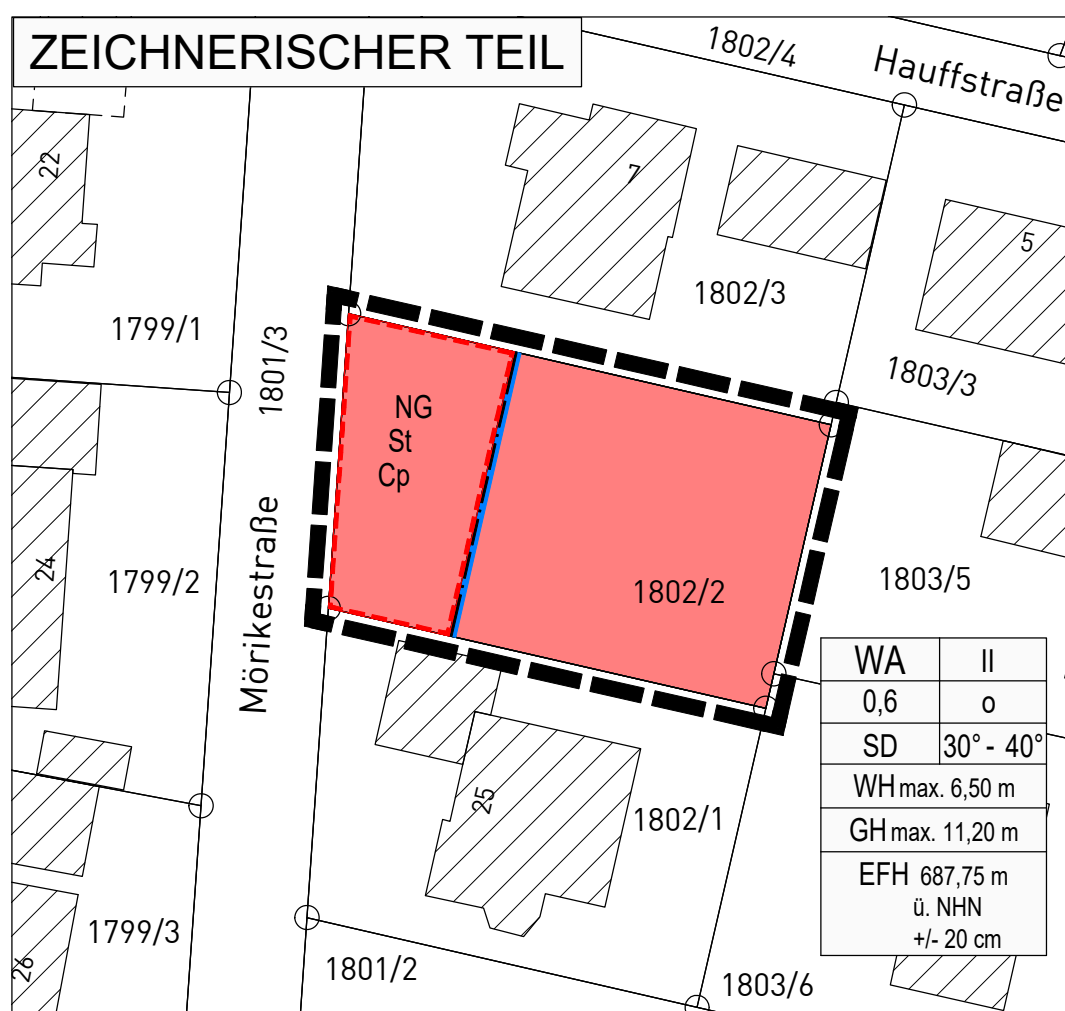 ZEICHNERISCHER TEIL
1802/4
Hauffstraße
22
7
5
1799/1
1801/3
1802/3
1803/3
NG
St
Cp
24
1799/2
Mörikestraße
1802/2
1803/5
WA II
0,6 o
SD 30° - 40°
WH max. 6,50 m
GH max. 11,20 m
EFH 687,75 m
ü. NHN
+/- 20 cm
25
1802/1
1799/3
26
1801/2
1803/6